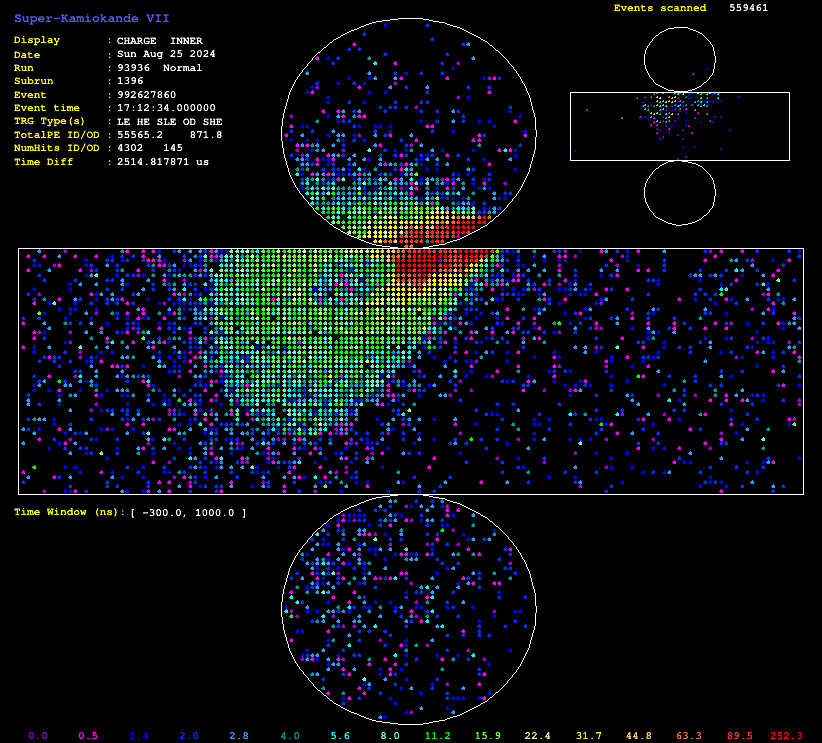 Super-Kamiokande VII
Events scanned 559461
Display : CHARGE INNER
Date : Sun Aug 25 2024
Run : 93936 Normal
Subrun : 1396
Event : 992627860
Event time : 17:12:34.000000
TRG Type(s) : LE HE SLE OD SHE
TotalPE ID/OD : 55565.2 871.8
NumHits ID/OD : 4302 145
Time Diff : 2514.817871 us
Time Window (ns): [ -300.0, 1000.0 ]
0.0 0.5 1.4 2.0 2.8 4.0 5.6 8.0 11.2 15.9 22.4 31.7 44.8 63.3 89.5 252.3